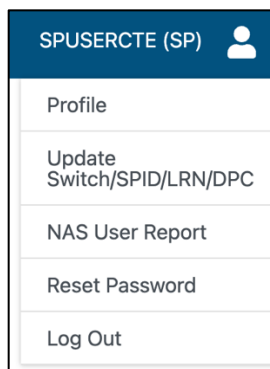 SPUSERCTE (SP)
Profile
Update
Switch/SPID/LRN/DPC
NAS User Report
Reset Password
Log Out